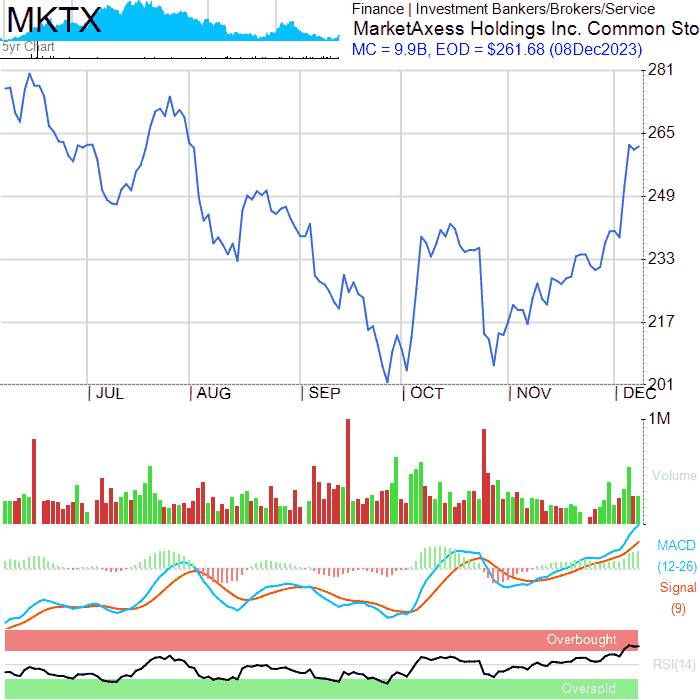 MKTX
5yr Chart
Finance | Investment Bankers/Brokers/Service
MarketAxess Holdings Inc. Common Sto
MC = 9.9B, EOD = $261.68 (08Dec2023)
281
265
249
233
217
201
JUL AUG SEP OCT NOV DEC
1M
Volume
MACD
(12-26)
Signal
(9)
Overbought
RSI(14)
Oversold